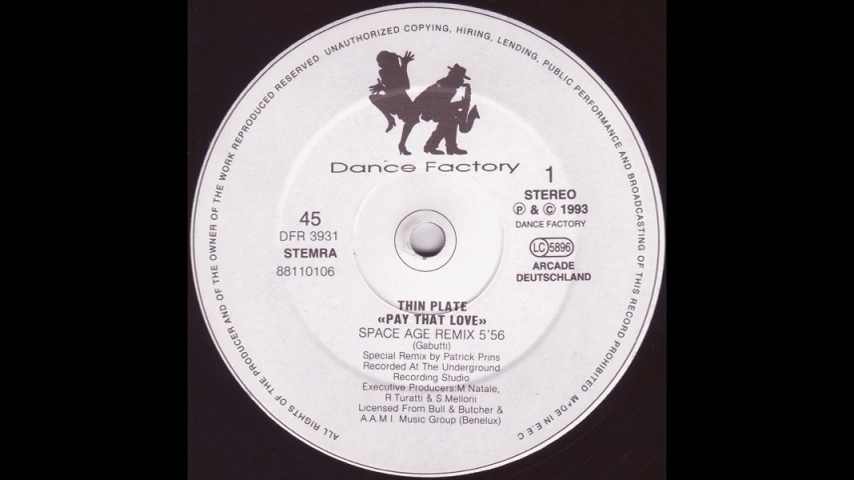 ALL RIGHTS OF THE PRODUCER AND OF THE OWNER OF THE WORK REPRODUCED RESERVED UNAUTHORIZED COPYING, HIRING, LENDING, PUBLIC PERFORMANCE AND BROADCASTING OF THIS RECORD PROHIBITED MADE IN E.E.C
Dance Factory
1
STEREO
Ⓟ & © 1993
DANCE FACTORY
LC 5896
ARCADE
DEUTSCHLAND
45
DFR 3931
STEMRA
88110106
THIN PLATE
«PAY THAT LOVE»
SPACE AGE REMIX 5'56
(Gabutti)
Special Remix by Patrick Prins
Recorded At The Underground
Recording Studio
Executive Producers:M Natale,
R Turatti & S Melloni
Licensed From Bull & Butcher &
A.A.M I Music Group (Benelux)